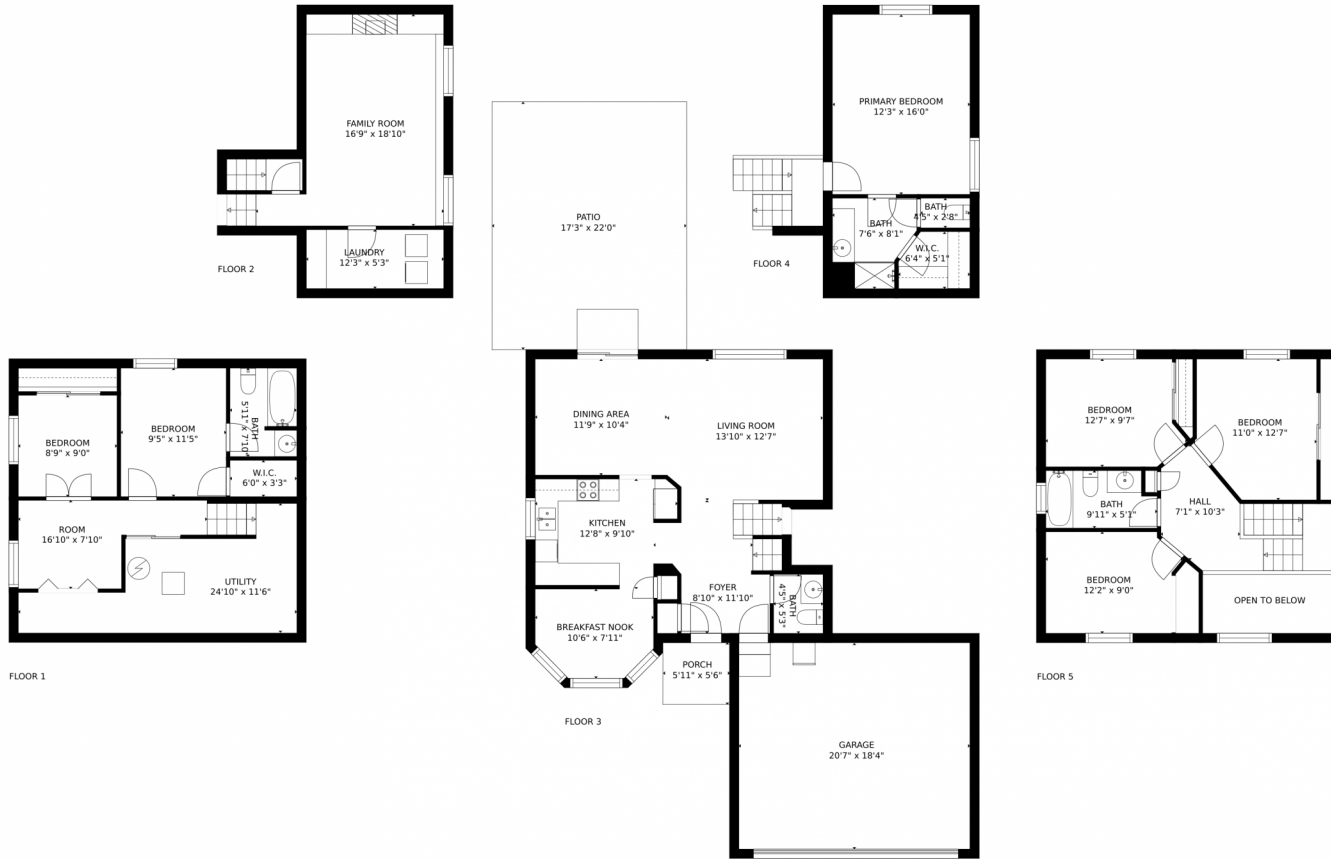 FAMILY ROOM
16'9" x 18'10"
LAUNDRY
12'3" x 5'3"
FLOOR 2
PATIO
17'3" x 22'0"
PRIMARY BEDROOM
12'3" x 16'0"
BATH
4'5" x 2'8"
BATH
7'6" x 8'1"
W.I.C.
6'4" x 5'1"
FLOOR 4
BEDROOM
8'9" x 9'0"
BEDROOM
9'5" x 11'5"
BATH
5'11" x 7'10"
W.I.C.
6'0" x 3'3"
ROOM
16'10" x 7'10"
UTILITY
24'10" x 11'6"
FLOOR 1
DINING AREA
11'9" x 10'4"
LIVING ROOM
13'10" x 12'7"
KITCHEN
12'8" x 9'10"
FOYER
8'10" x 11'10"
BATH
4'5" x 5'3"
BREAKFAST NOOK
10'6" x 7'11"
PORCH
5'11" x 5'6"
GARAGE
20'7" x 18'4"
FLOOR 3
BEDROOM
12'7" x 9'7"
BEDROOM
11'0" x 12'7"
HALL
7'1" x 10'3"
BATH
9'11" x 5'1"
BEDROOM
12'2" x 9'0"
OPEN TO BELOW
FLOOR 5